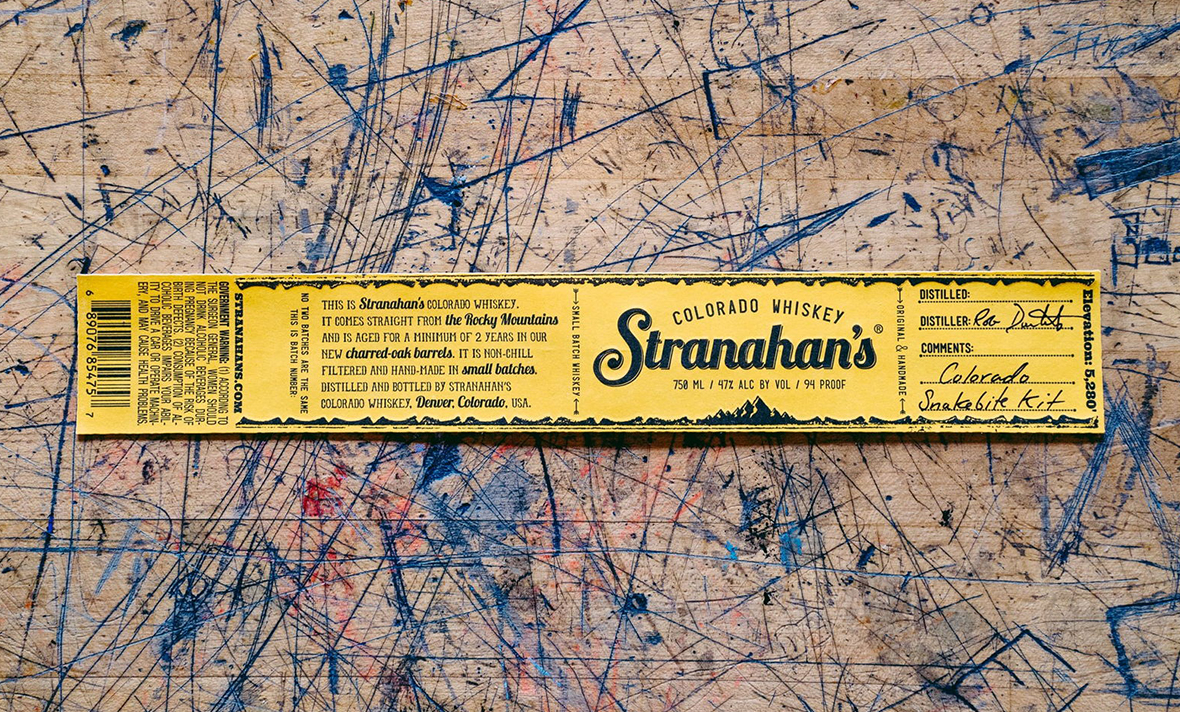 6 89076 85475 7
GOVERNMENT WARNING: (1) ACCORDING TO
THE SURGEON GENERAL, WOMEN SHOULD
NOT DRINK ALCOHOLIC BEVERAGES DUR-
ING PREGNANCY BECAUSE OF THE RISK OF
BIRTH DEFECTS. (2) CONSUMPTION OF AL-
COHOLIC BEVERAGES IMPAIRS YOUR ABIL-
ITY TO DRIVE A CAR OR OPERATE MACHIN-
ERY, AND MAY CAUSE HEALTH PROBLEMS.
STRANAHANS.COM
NO TWO BATCHES ARE THE SAME
THIS IS BATCH NUMBER:
THIS IS Stranahan's COLORADO WHISKEY.
IT COMES STRAIGHT FROM the Rocky Mountains
AND IS AGED FOR A MINIMUM OF 2 YEARS IN OUR
NEW charred-oak barrels. IT IS NON-CHILL
FILTERED AND HAND-MADE IN small batches.
DISTILLED AND BOTTLED BY STRANAHAN'S
COLORADO WHISKEY, Denver, Colorado, USA.
SMALL BATCH WHISKEY
COLORADO WHISKEY
Stranahan's®
750 ML / 47% ALC BY VOL / 94 PROOF
ORIGINAL & HANDMADE
DISTILLED:
DISTILLER: Rob
COMMENTS:
Colorado
Snakebite Kit
Elevation: 5,280'